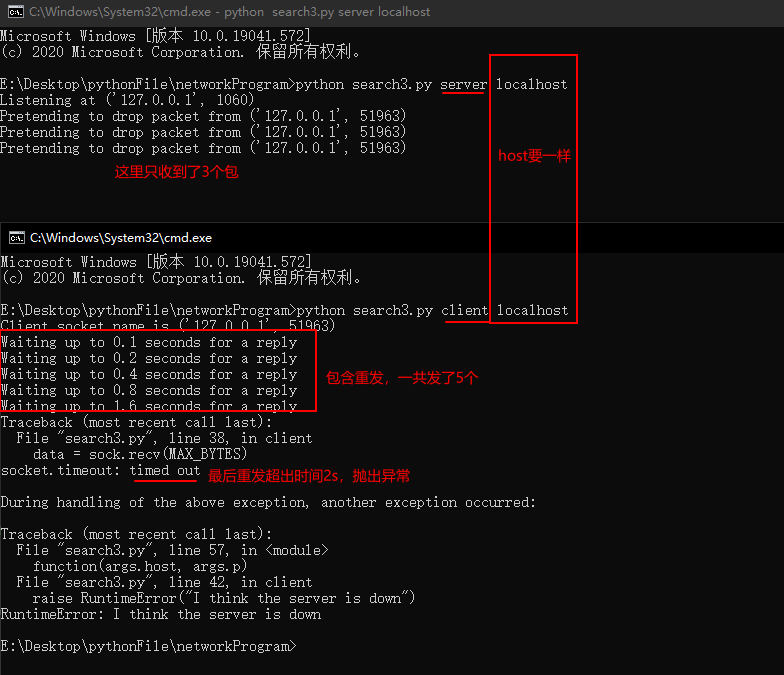 C:\Windows\System32\cmd.exe - python search3.py server localhost
Microsoft Windows [版本 10.0.19041.572]
(c) 2020 Microsoft Corporation. 保留所有权利。
E:\Desktop\pythonFile\networkProgram>python search3.py server localhost
Listening at ('127.0.0.1', 1060)
Pretending to drop packet from ('127.0.0.1', 51963)
Pretending to drop packet from ('127.0.0.1', 51963)
Pretending to drop packet from ('127.0.0.1', 51963)
host要一样
这里只收到了3个包
C:\Windows\System32\cmd.exe
Microsoft Windows [版本 10.0.19041.572]
(c) 2020 Microsoft Corporation. 保留所有权利。
E:\Desktop\pythonFile\networkProgram>python search3.py client localhost
Client socket name is ('127.0.0.1', 51963)
Waiting up to 0.1 seconds for a reply
Waiting up to 0.2 seconds for a reply
Waiting up to 0.4 seconds for a reply
Waiting up to 0.8 seconds for a reply
Waiting up to 1.6 seconds for a reply
包含重发，一共发了5个
Traceback (most recent call last):
File "search3.py", line 38, in client
data = sock.recv(MAX_BYTES)
socket.timeout: timed out
最后重发超出时间2s，抛出异常
During handling of the above exception, another exception occurred:
Traceback (most recent call last):
File "search3.py", line 57, in <module>
function(args.host, args.p)
File "search3.py", line 42, in client
raise RuntimeError("I think the server is down")
RuntimeError: I think the server is down
E:\Desktop\pythonFile\networkProgram>